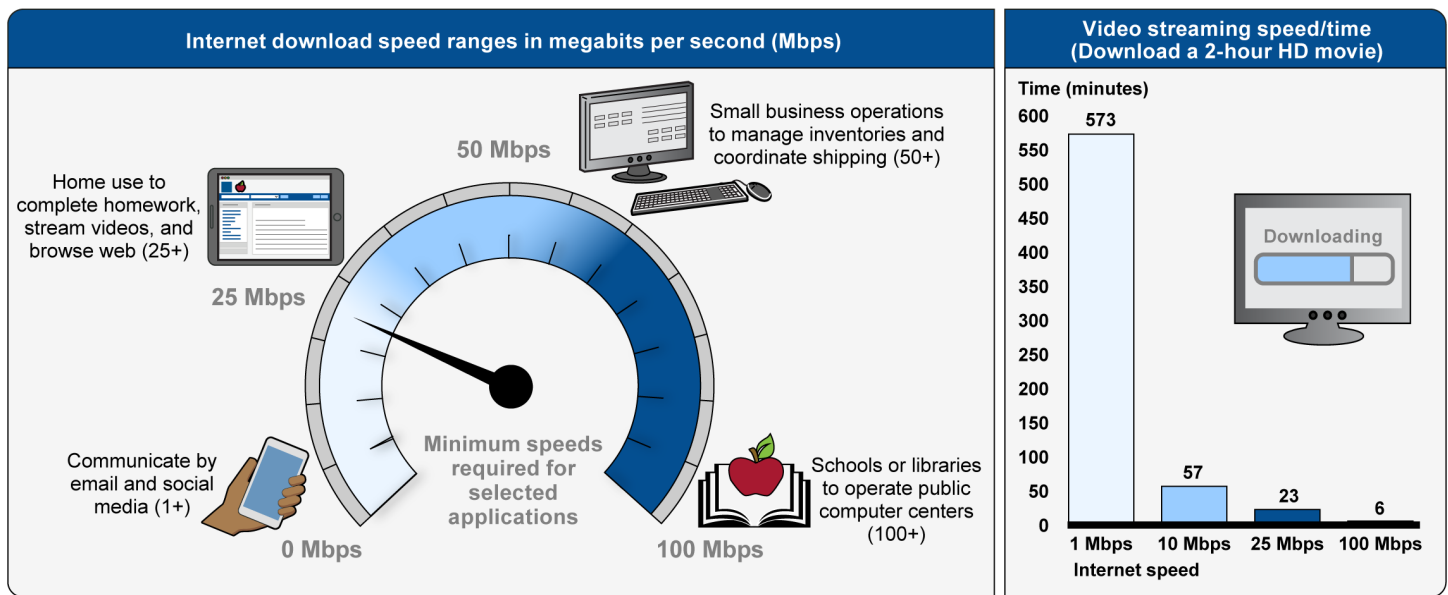 Internet download speed ranges in megabits per second (Mbps)
Small business operations
to manage inventories and
coordinate shipping (50+)
50 Mbps
Home use to
complete homework,
stream videos, and
browse web (25+)
25 Mbps
Minimum speeds
required for
selected
applications
Communicate by
email and social
media (1+)
0 Mbps
Schools or libraries
to operate public
computer centers
(100+)
100 Mbps
Video streaming speed/time
(Download a 2-hour HD movie)
Time (minutes)
600
550
500
450
400
350
300
250
200
150
100
50
0
573
57
23
6
Downloading
1 Mbps
10 Mbps
25 Mbps
100 Mbps
Internet speed